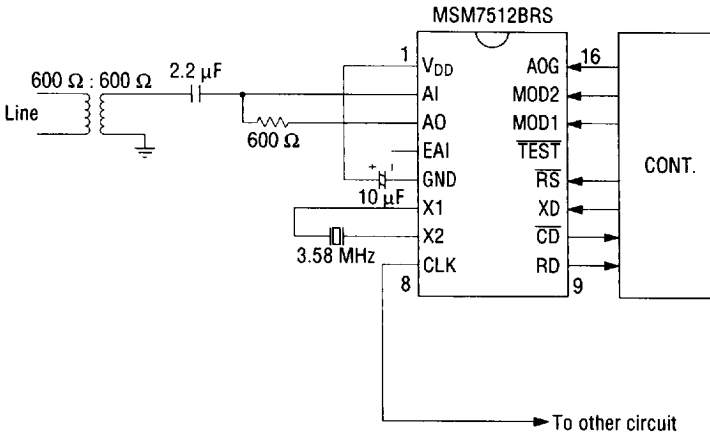 MSM7512BRS
1
16
600 Ω : 600 Ω
2.2 μF
Line
600 Ω
+
-
10 μF
3.58 MHz
V_DD
AI
AO
EAI
GND
X1
X2
CLK
8
AOG
MOD2
MOD1
TEST
RS
XD
CD
RD
9
CONT.
To other circuit